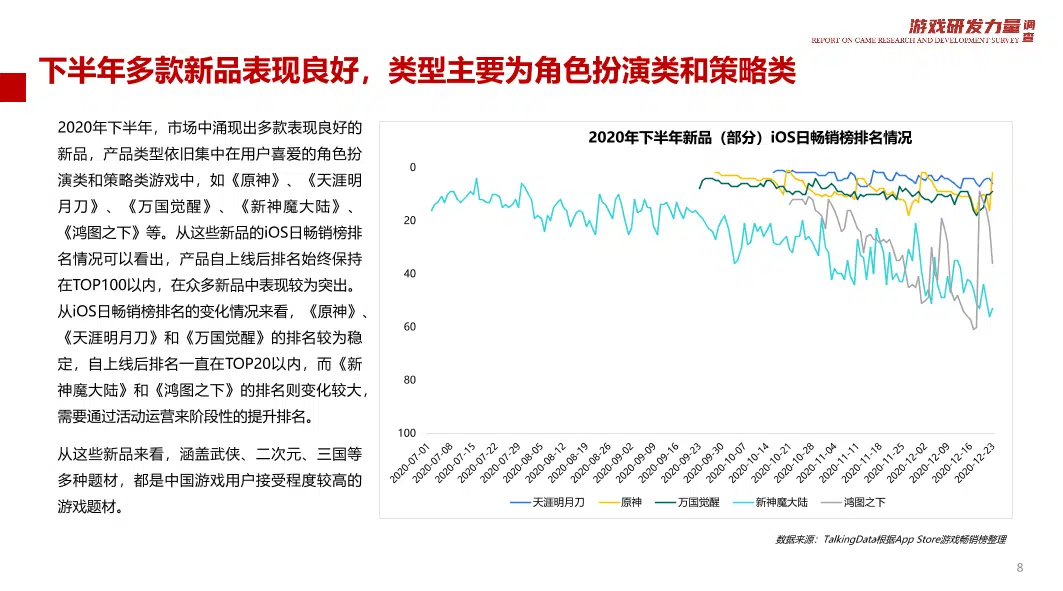 游戏研发力量调查
REPORT ON GAME RESEARCH AND DEVELOPMENT SURVEY
下半年多款新品表现良好，类型主要为角色扮演类和策略类
2020年下半年，市场中涌现出多款表现良好的
新品，产品类型依旧集中在用户喜爱的角色扮
演类和策略类游戏中，如《原神》、《天涯明
月刀》、《万国觉醒》、《新神魔大陆》、
《鸿图之下》等。从这些新品的iOS日畅销榜排
名情况可以看出，产品自上线后排名始终保持
在TOP100以内，在众多新品中表现较为突出。
从iOS日畅销榜排名的变化情况来看，《原神》、
《天涯明月刀》和《万国觉醒》的排名较为稳
定，自上线后排名一直在TOP20以内，而《新
神魔大陆》和《鸿图之下》的排名则变化较大，
需要通过活动运营来阶段性的提升排名。
从这些新品来看，涵盖武侠、二次元、三国等
多种题材，都是中国游戏用户接受程度较高的
游戏题材。
2020年下半年新品（部分）iOS日畅销榜排名情况
0
20
40
60
80
100
2020-07-01
2020-07-08
2020-07-15
2020-07-22
2020-07-29
2020-08-05
2020-08-12
2020-08-19
2020-08-26
2020-09-02
2020-09-09
2020-09-16
2020-09-23
2020-09-30
2020-10-07
2020-10-14
2020-10-21
2020-10-28
2020-11-04
2020-11-11
2020-11-18
2020-11-25
2020-12-02
2020-12-09
2020-12-16
2020-12-23
天涯明月刀
原神
万国觉醒
新神魔大陆
鸿图之下
数据来源：TalkingData根据App Store游戏畅销榜整理
8